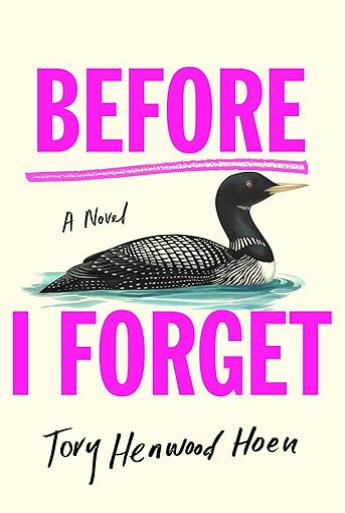 BEFORE
A Novel
I FORGET
Tory Henwood Hoen